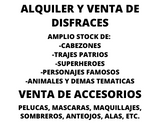 ALQUILER Y VENTA DE
DISFRACES
AMPLIO STOCK DE:
-CABEZONES
-TRAJES PATRIOS
-SUPERHEROES
-PERSONAJES FAMOSOS
-ANIMALES Y DEMAS TEMATICAS
VENTA DE ACCESORIOS
PELUCAS, MASCARAS, MAQUILLAJES,
SOMBREROS, ANTEOJOS, ALAS, ETC.